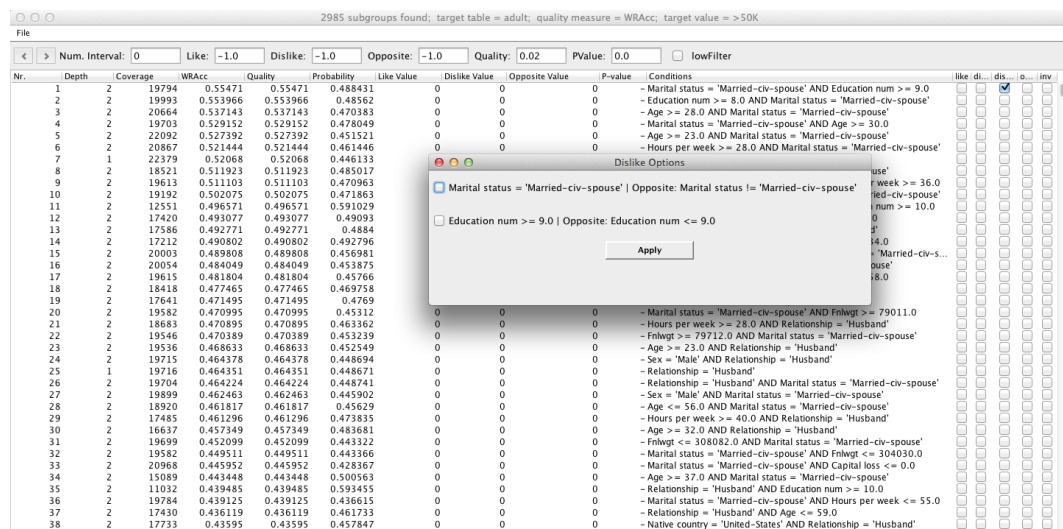 2985 subgroups found; target table = adult; quality measure = WRAcc; target value = >50K
File
< > Num. Interval: 0 Like: -1.0 Dislike: -1.0 Opposite: -1.0 Quality: 0.02 PValue: 0.0 lowFilter
Nr. Depth Coverage WRAcc Quality Probability Like Value Dislike Value Opposite Value P-value Conditions like di... dis... o... inv
1 2 19794 0.55471 0.55471 0.488431 0 0 0 - Marital status = 'Married-civ-spouse' AND Education num >= 9.0
2 2 19993 0.553966 0.553966 0.48562 0 0 0 - Education num >= 8.0 AND Marital status = 'Married-civ-spouse'
3 2 20664 0.537143 0.537143 0.470383 0 0 0 - Age >= 28.0 AND Marital status = 'Married-civ-spouse'
4 2 19703 0.529152 0.529152 0.478049 0 0 0 - Marital status = 'Married-civ-spouse' AND Age >= 30.0
5 2 22092 0.527392 0.527392 0.451521 0 0 0 - Age >= 23.0 AND Marital status = 'Married-civ-spouse'
6 2 20867 0.521444 0.521444 0.461446 0 0 0 - Hours per week >= 28.0 AND Marital status = 'Married-civ-spouse'
7 1 22379 0.52068 0.52068 0.446133
Dislike Options
8 2 18521 0.511923 0.511923 0.485017 use'
9 2 19613 0.511103 0.511103 0.470963 week >= 36.0
Marital status = 'Married-civ-spouse' | Opposite: Marital status != 'Married-civ-spouse'
10 2 19192 0.502075 0.502075 0.471863 ried-civ-spouse'
11 2 12551 0.496571 0.496571 0.591029 num >= 10.0
12 2 17420 0.493077 0.493077 0.49093 0
Education num >= 9.0 | Opposite: Education num <= 9.0
13 2 17586 0.492771 0.492771 0.4884 d'
14 2 17212 0.490802 0.490802 0.492796 34.0
Apply
15 2 20003 0.489808 0.489808 0.456981 = 'Married-civ-s...
16 2 20054 0.484049 0.484049 0.453875 ouse'
17 2 19615 0.481804 0.481804 0.45766 58.0
18 2 18418 0.477465 0.477465 0.469758
19 2 17641 0.471495 0.471495 0.4769
20 2 19582 0.470995 0.470995 0.45312 0 0 0 - Marital status = 'Married-civ-spouse' AND Fnlwgt >= 79011.0
21 2 18683 0.470895 0.470895 0.463362 0 0 0 - Hours per week >= 28.0 AND Relationship = 'Husband'
22 2 19546 0.470389 0.470389 0.453239 0 0 0 - Fnlwgt >= 79712.0 AND Marital status = 'Married-civ-spouse'
23 2 19536 0.468633 0.468633 0.452549 0 0 0 - Age >= 23.0 AND Relationship = 'Husband'
24 2 19715 0.464378 0.464378 0.448694 0 0 0 - Sex = 'Male' AND Relationship = 'Husband'
25 1 19716 0.464351 0.464351 0.448671 0 0 0 - Relationship = 'Husband'
26 2 19704 0.464224 0.464224 0.448741 0 0 0 - Relationship = 'Husband' AND Marital status = 'Married-civ-spouse'
27 2 19899 0.462463 0.462463 0.445902 0 0 0 - Sex = 'Male' AND Marital status = 'Married-civ-spouse'
28 2 18920 0.461817 0.461817 0.45629 0 0 0 - Age <= 56.0 AND Marital status = 'Married-civ-spouse'
29 2 17485 0.461296 0.461296 0.473835 0 0 0 - Hours per week >= 40.0 AND Relationship = 'Husband'
30 2 16637 0.457349 0.457349 0.483681 0 0 0 - Age >= 32.0 AND Relationship = 'Husband'
31 2 19699 0.452099 0.452099 0.443322 0 0 0 - Fnlwgt <= 308082.0 AND Marital status = 'Married-civ-spouse'
32 2 19582 0.449511 0.449511 0.443366 0 0 0 - Marital status = 'Married-civ-spouse' AND Fnlwgt <= 304030.0
33 2 20968 0.445952 0.445952 0.428367 0 0 0 - Marital status = 'Married-civ-spouse' AND Capital loss <= 0.0
34 2 15089 0.443448 0.443448 0.500563 0 0 0 - Age >= 37.0 AND Marital status = 'Married-civ-spouse'
35 2 11032 0.439485 0.439485 0.593455 0 0 0 - Relationship = 'Husband' AND Education num >= 10.0
36 2 19784 0.439125 0.439125 0.436615 0 0 0 - Marital status = 'Married-civ-spouse' AND Hours per week <= 55.0
37 2 17430 0.436119 0.436119 0.461733 0 0 0 - Relationship = 'Husband' AND Age <= 59.0
38 2 17733 0.43595 0.43595 0.457847 0 0 0 - Native country = 'United-States' AND Relationship = 'Husband'